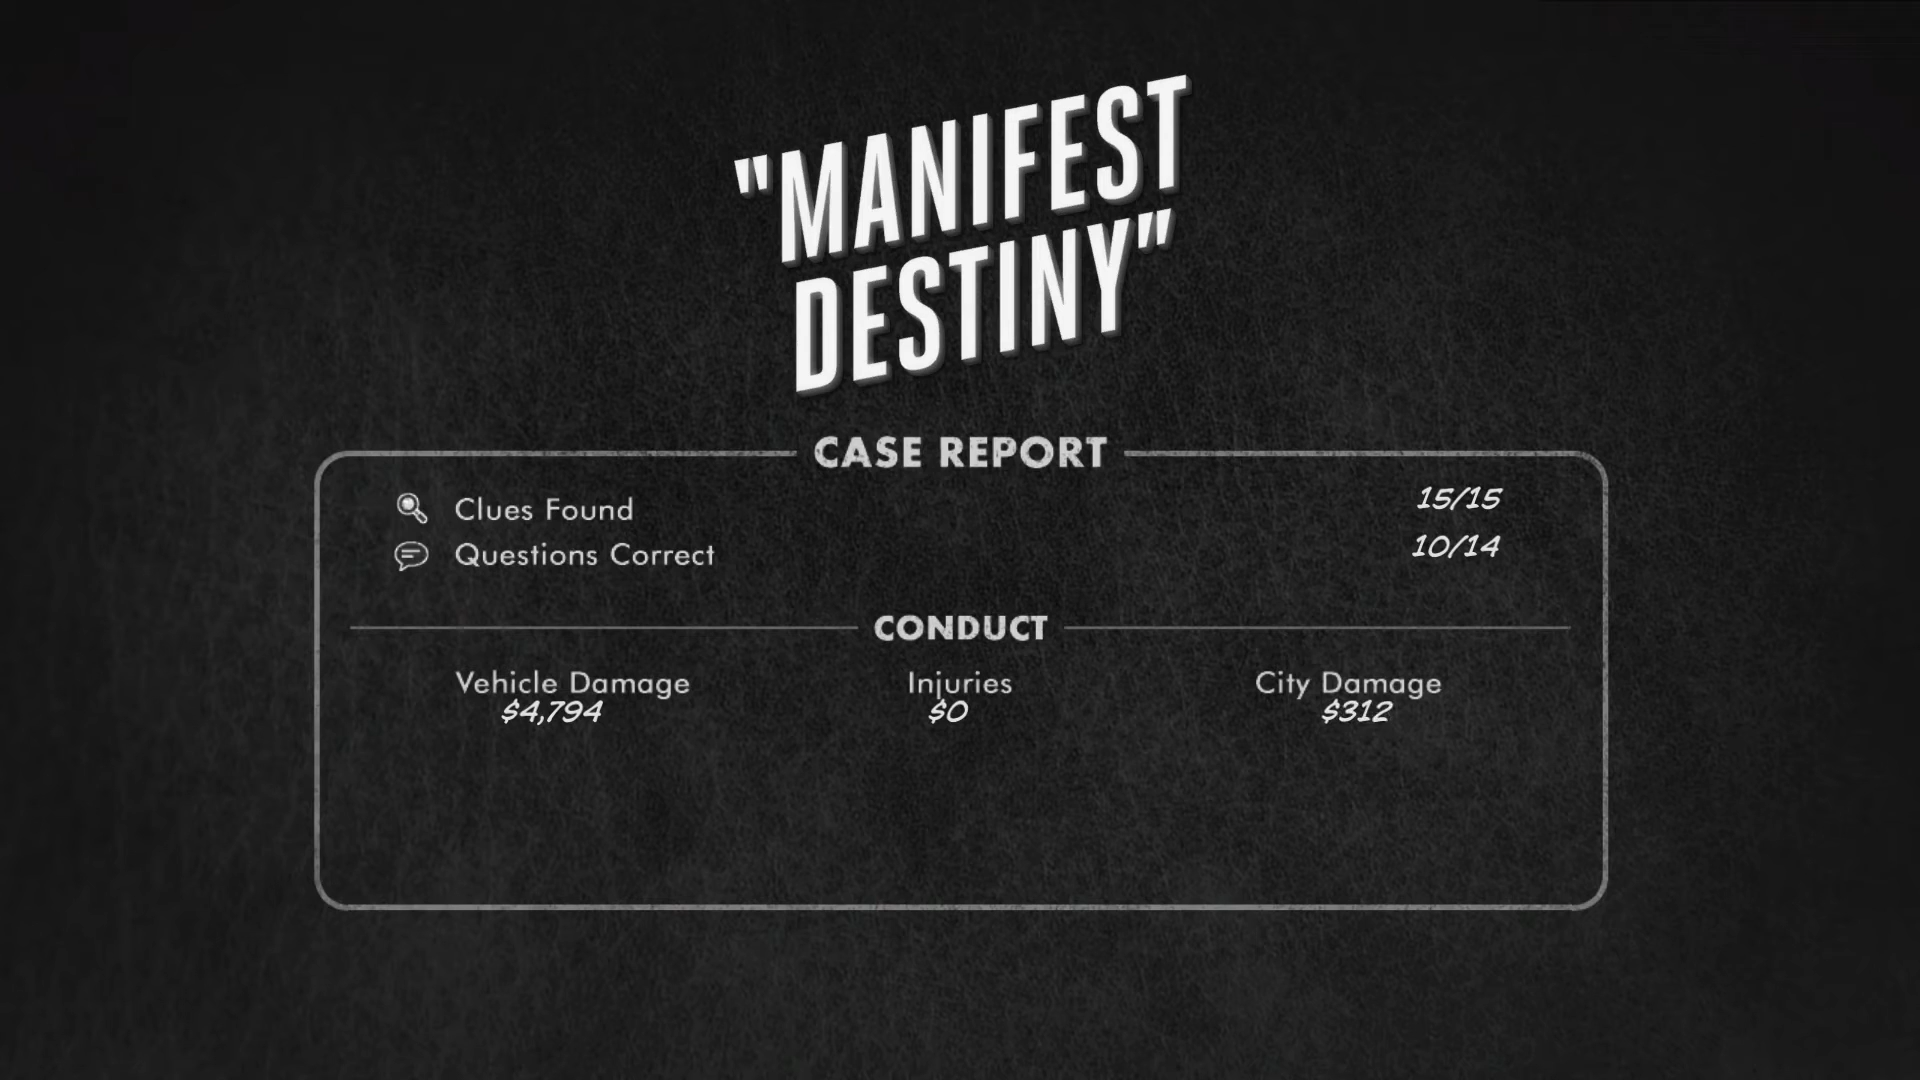 "MANIFEST
DESTINY"
CASE REPORT
Clues Found 15/15
Questions Correct 10/14
CONDUCT
Vehicle Damage Injuries City Damage
$4,794 $0 $312